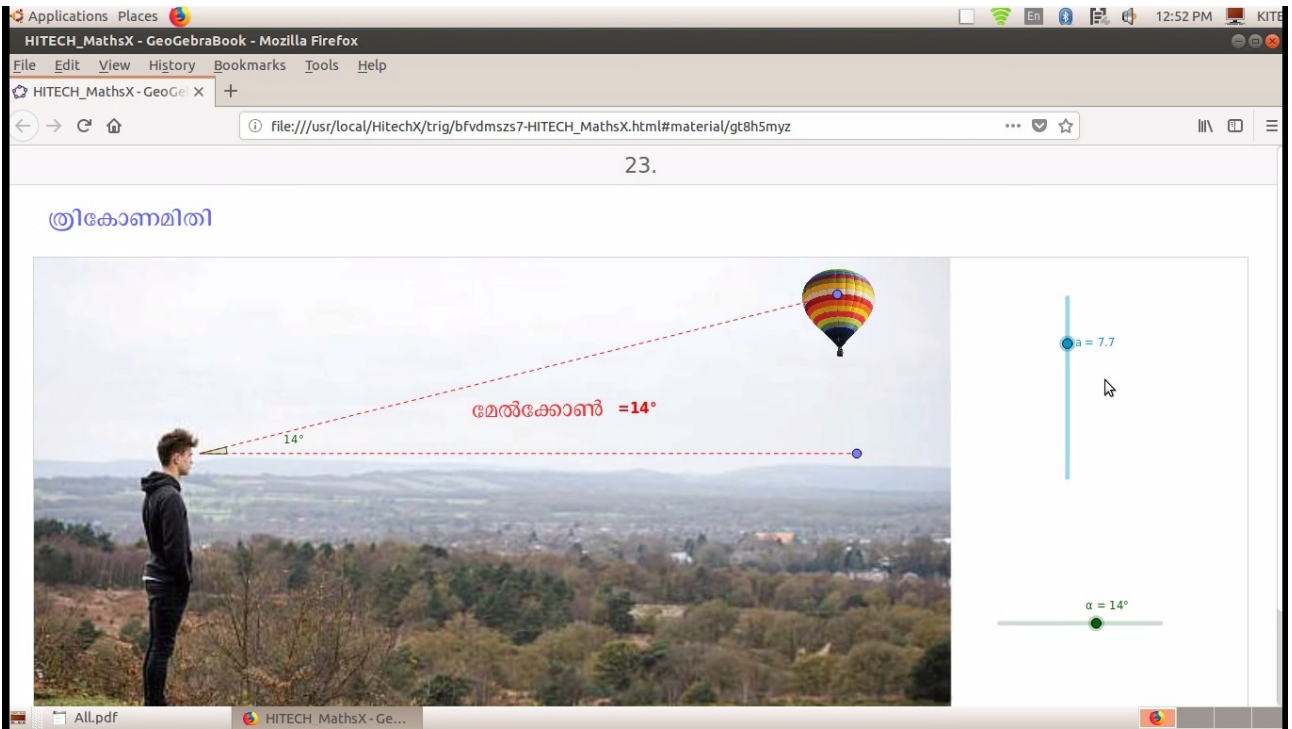 Applications Places En 12:52 PM KITE
HITECH_MathsX - GeoGebraBook - Mozilla Firefox
File Edit View History Bookmarks Tools Help
HITECH_MathsX - GeoGe
file:///usr/local/HitechX/trig/bfvdmszs7-HITECH_MathsX.html#material/gt8h5myz
23.
ത്രികോണമിതി
a = 7.7
മേൽക്കോൺ =14°
14°
α = 14°
All.pdf HITECH_MathsX - Ge...